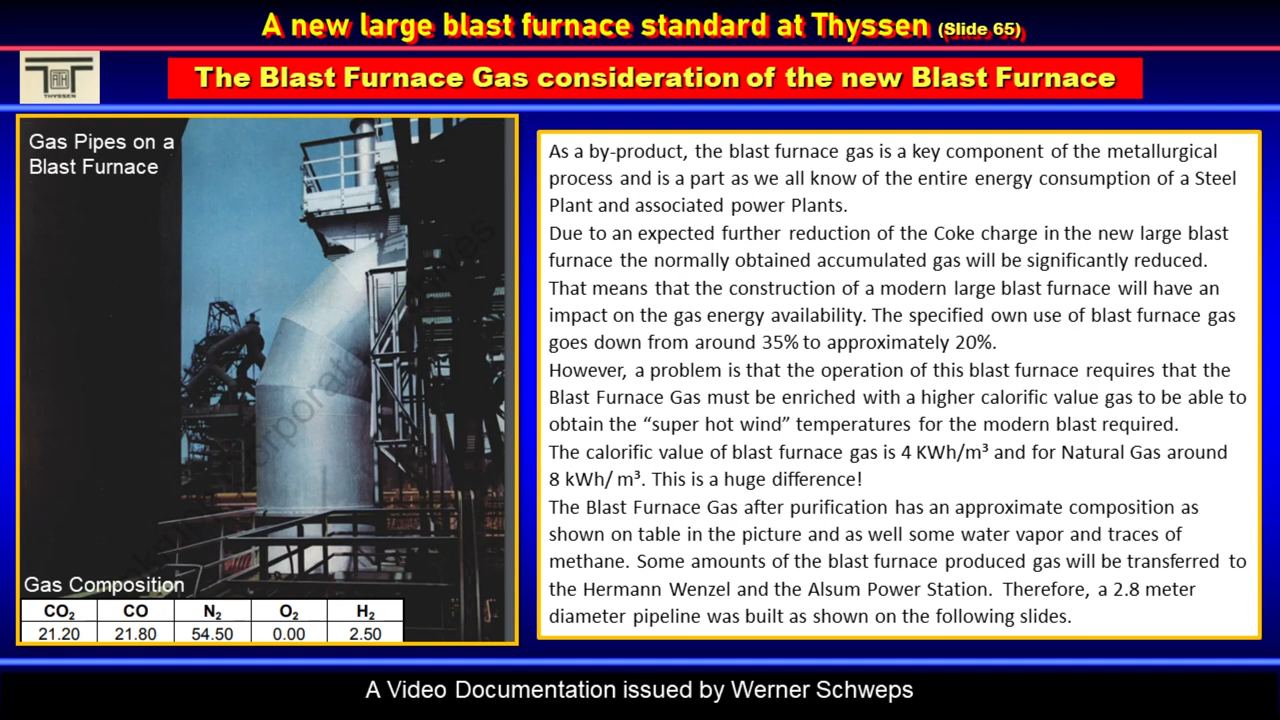 A new large blast furnace standard at Thyssen (Slide 65)
ATH
THYSSEN
The Blast Furnace Gas consideration of the new Blast Furnace
Gas Pipes on a
Blast Furnace
Gas Composition
CO₂ CO N₂ O₂ H₂
21.20 21.80 54.50 0.00 2.50
As a by-product, the blast furnace gas is a key component of the metallurgical
process and is a part as we all know of the entire energy consumption of a Steel
Plant and associated power Plants.
Due to an expected further reduction of the Coke charge in the new large blast
furnace the normally obtained accumulated gas will be significantly reduced.
That means that the construction of a modern large blast furnace will have an
impact on the gas energy availability. The specified own use of blast furnace gas
goes down from around 35% to approximately 20%.
However, a problem is that the operation of this blast furnace requires that the
Blast Furnace Gas must be enriched with a higher calorific value gas to be able to
obtain the “super hot wind” temperatures for the modern blast required.
The calorific value of blast furnace gas is 4 KWh/m³ and for Natural Gas around
8 kWh/ m³. This is a huge difference!
The Blast Furnace Gas after purification has an approximate composition as
shown on table in the picture and as well some water vapor and traces of
methane. Some amounts of the blast furnace produced gas will be transferred to
the Hermann Wenzel and the Alsum Power Station. Therefore, a 2.8 meter
diameter pipeline was built as shown on the following slides.
A Video Documentation issued by Werner Schweps